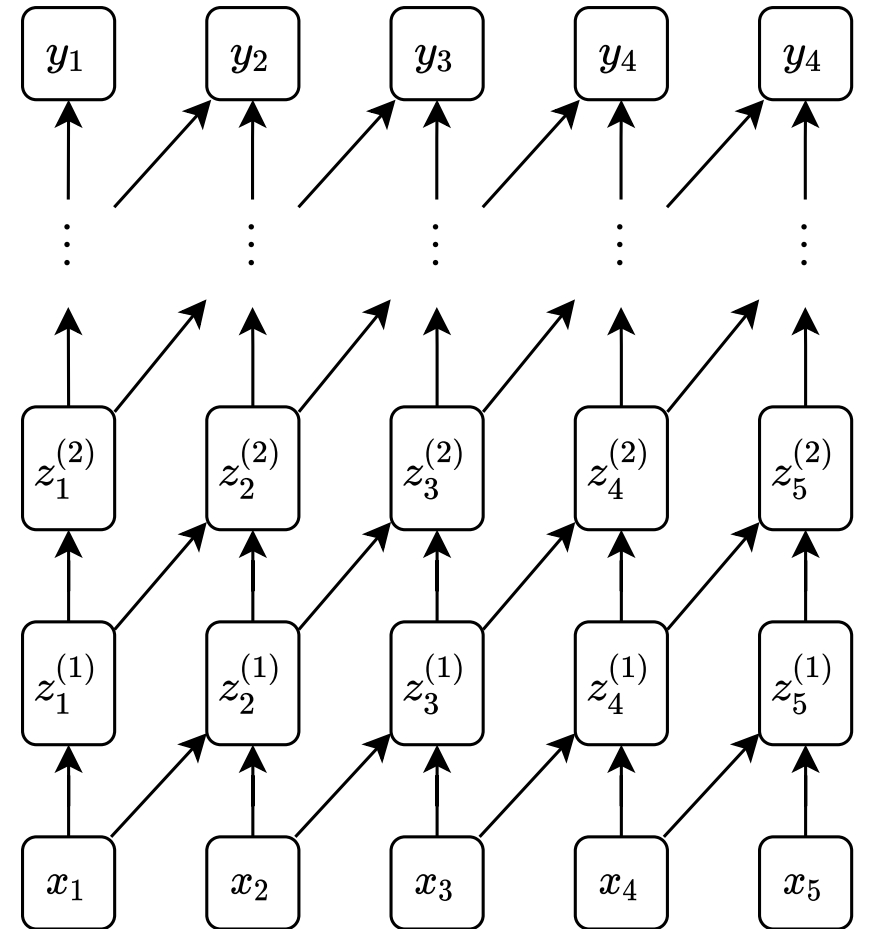 y₁ y₂ y₃ y₄ y₄
⋮ ⋮ ⋮ ⋮ ⋮
z₁⁽²⁾ z₂⁽²⁾ z₃⁽²⁾ z₄⁽²⁾ z₅⁽²⁾
z₁⁽¹⁾ z₂⁽¹⁾ z₃⁽¹⁾ z₄⁽¹⁾ z₅⁽¹⁾
x₁ x₂ x₃ x₄ x₅